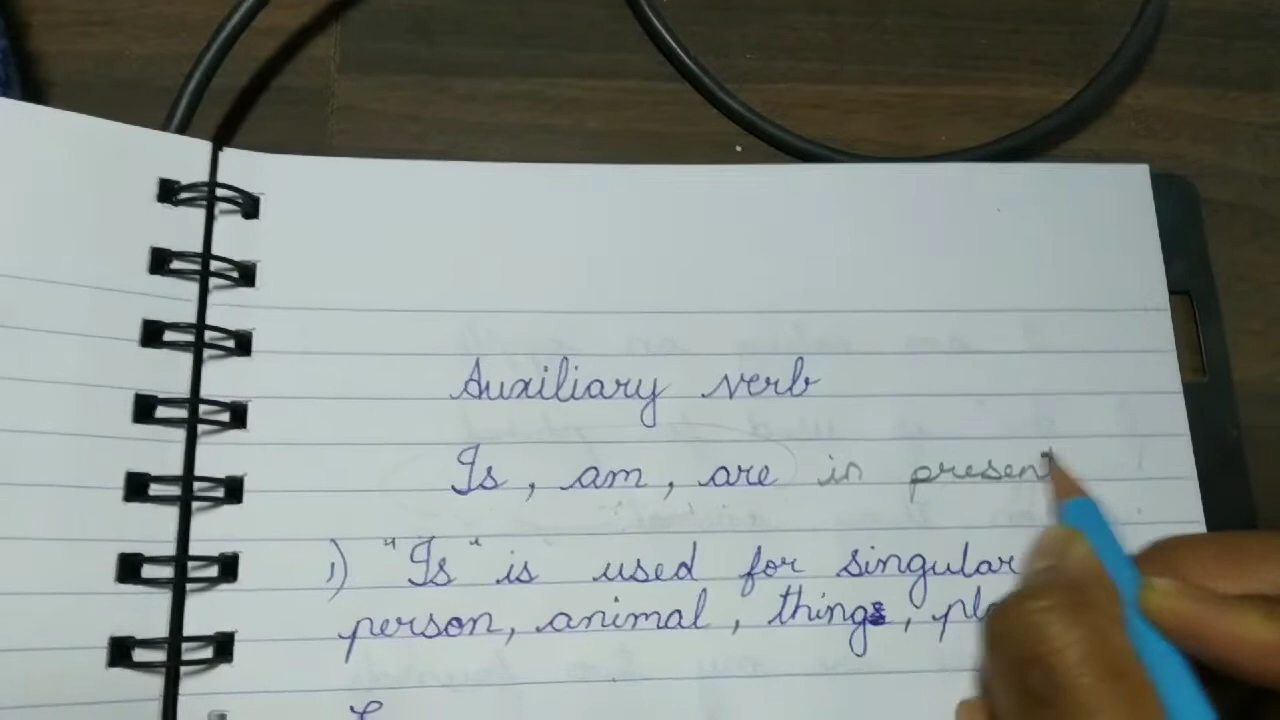 Auxiliary verb
Is, am, are in present
1) "Is" is used for singular
person, animal, things,